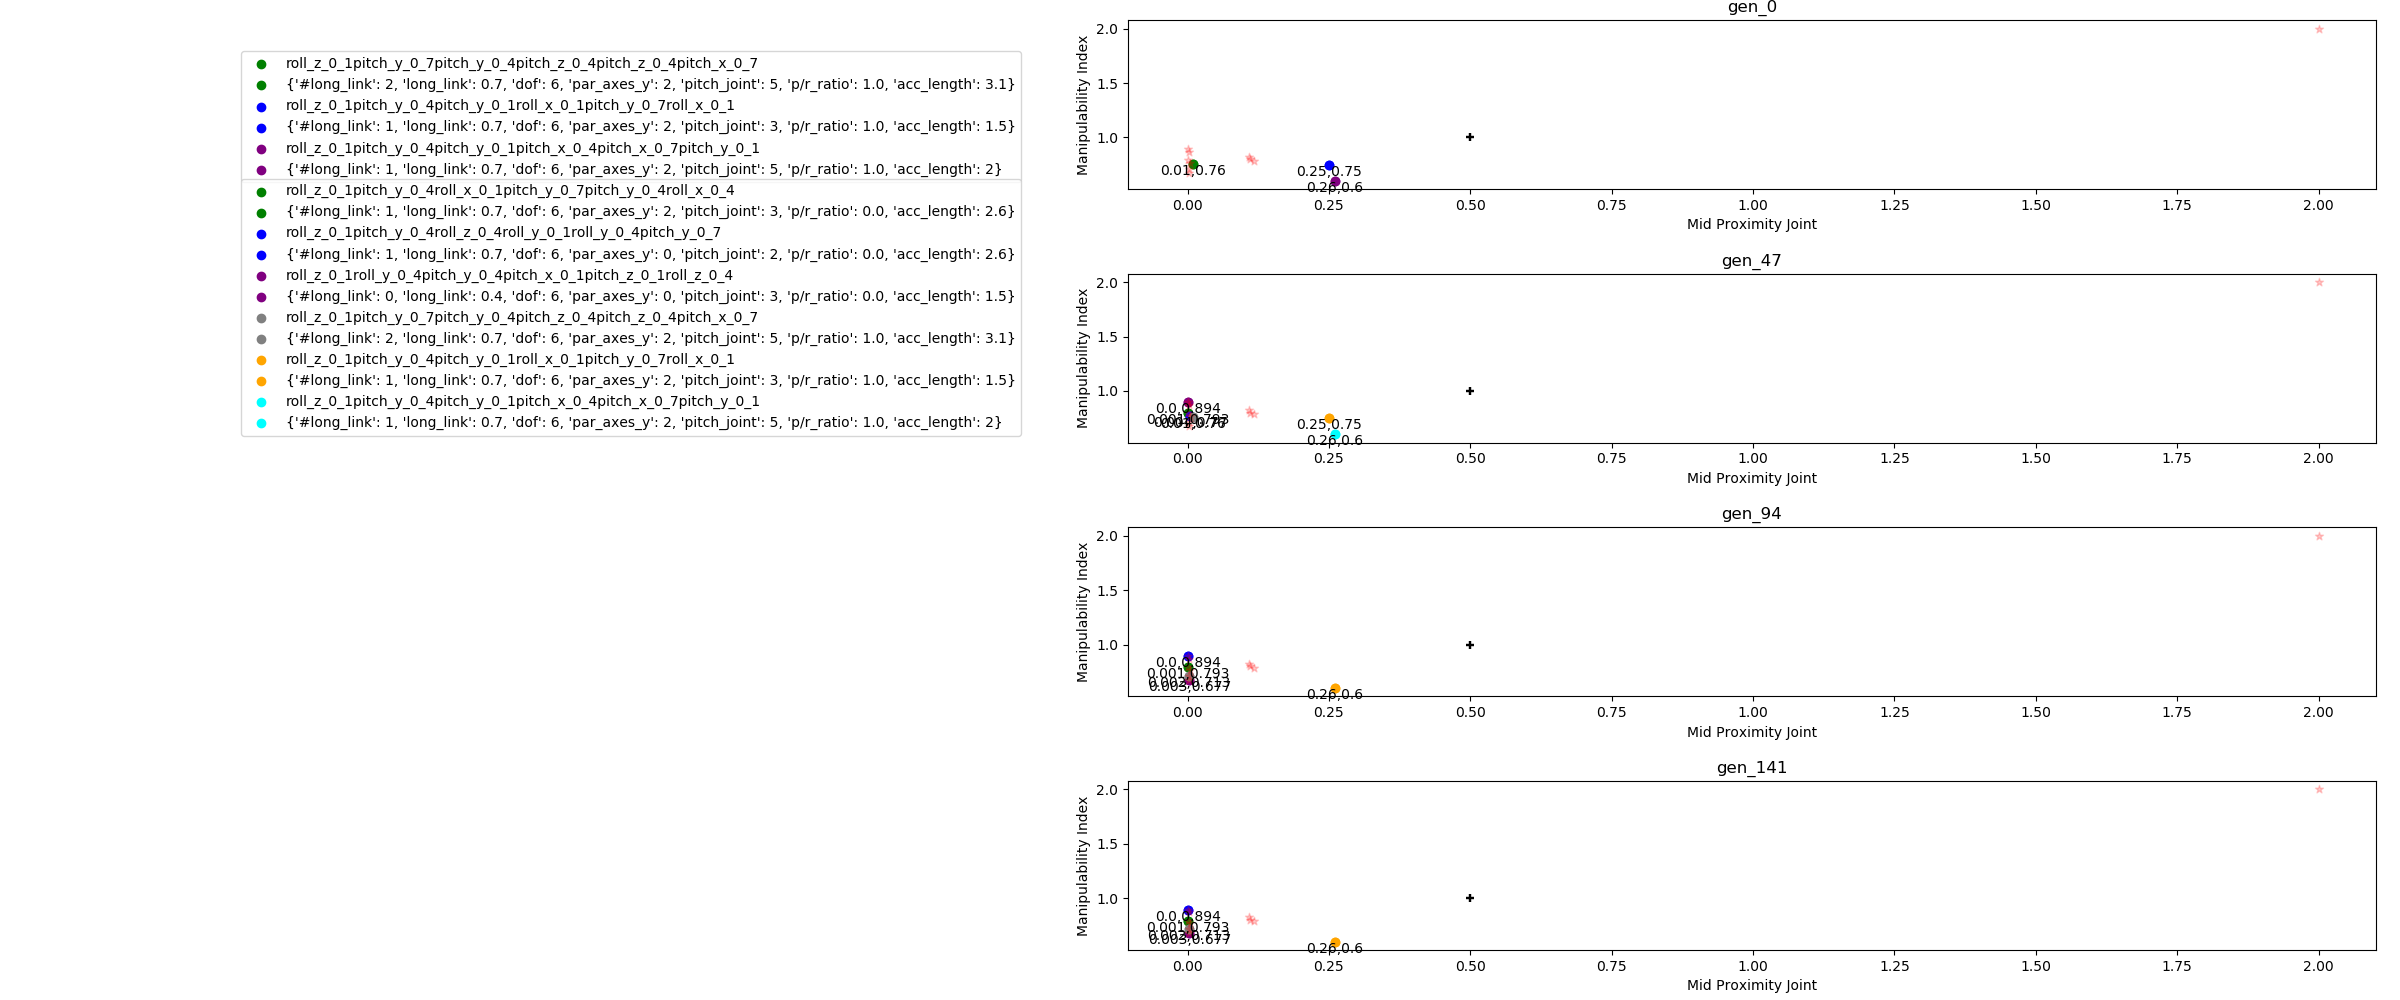 roll_z_0_1pitch_y_0_7pitch_y_0_4pitch_z_0_4pitch_z_0_4pitch_x_0_7
{'#long_link': 2, 'long_link': 0.7, 'dof': 6, 'par_axes_y': 2, 'pitch_joint': 5, 'p/r_ratio': 1.0, 'acc_length': 3.1}
roll_z_0_1pitch_y_0_4pitch_y_0_1roll_x_0_1pitch_y_0_7roll_x_0_1
{'#long_link': 1, 'long_link': 0.7, 'dof': 6, 'par_axes_y': 2, 'pitch_joint': 3, 'p/r_ratio': 1.0, 'acc_length': 1.5}
roll_z_0_1pitch_y_0_4pitch_y_0_1pitch_x_0_4pitch_x_0_7pitch_y_0_1
{'#long_link': 1, 'long_link': 0.7, 'dof': 6, 'par_axes_y': 2, 'pitch_joint': 5, 'p/r_ratio': 1.0, 'acc_length': 2}
roll_z_0_1pitch_y_0_4roll_x_0_1pitch_y_0_7pitch_y_0_4roll_x_0_4
{'#long_link': 1, 'long_link': 0.7, 'dof': 6, 'par_axes_y': 2, 'pitch_joint': 3, 'p/r_ratio': 0.0, 'acc_length': 2.6}
roll_z_0_1pitch_y_0_4roll_z_0_4roll_y_0_1roll_y_0_4pitch_y_0_7
{'#long_link': 1, 'long_link': 0.7, 'dof': 6, 'par_axes_y': 0, 'pitch_joint': 2, 'p/r_ratio': 0.0, 'acc_length': 2.6}
roll_z_0_1roll_y_0_4pitch_y_0_4pitch_x_0_1pitch_z_0_1roll_z_0_4
{'#long_link': 0, 'long_link': 0.4, 'dof': 6, 'par_axes_y': 0, 'pitch_joint': 3, 'p/r_ratio': 0.0, 'acc_length': 1.5}
roll_z_0_1pitch_y_0_7pitch_y_0_4pitch_z_0_4pitch_z_0_4pitch_x_0_7
{'#long_link': 2, 'long_link': 0.7, 'dof': 6, 'par_axes_y': 2, 'pitch_joint': 5, 'p/r_ratio': 1.0, 'acc_length': 3.1}
roll_z_0_1pitch_y_0_4pitch_y_0_1roll_x_0_1pitch_y_0_7roll_x_0_1
{'#long_link': 1, 'long_link': 0.7, 'dof': 6, 'par_axes_y': 2, 'pitch_joint': 3, 'p/r_ratio': 1.0, 'acc_length': 1.5}
roll_z_0_1pitch_y_0_4pitch_y_0_1pitch_x_0_4pitch_x_0_7pitch_y_0_1
{'#long_link': 1, 'long_link': 0.7, 'dof': 6, 'par_axes_y': 2, 'pitch_joint': 5, 'p/r_ratio': 1.0, 'acc_length': 2}
gen_0
Manipulability Index
2.0
1.5
1.0
0.01,0.76
0.25,0.75
0.26,0.6
0.00 0.25 0.50 0.75 1.00 1.25 1.50 1.75 2.00
Mid Proximity Joint
gen_47
Manipulability Index
2.0
1.5
1.0
0.0,0.894
0.001,0.793
0.01,0.76
0.25,0.75
0.26,0.6
0.00 0.25 0.50 0.75 1.00 1.25 1.50 1.75 2.00
Mid Proximity Joint
gen_94
Manipulability Index
2.0
1.5
1.0
0.0,0.894
0.001,0.793
0.002,0.713
0.003,0.677
0.26,0.6
0.00 0.25 0.50 0.75 1.00 1.25 1.50 1.75 2.00
Mid Proximity Joint
gen_141
Manipulability Index
2.0
1.5
1.0
0.0,0.894
0.001,0.793
0.002,0.713
0.003,0.677
0.26,0.6
0.00 0.25 0.50 0.75 1.00 1.25 1.50 1.75 2.00
Mid Proximity Joint